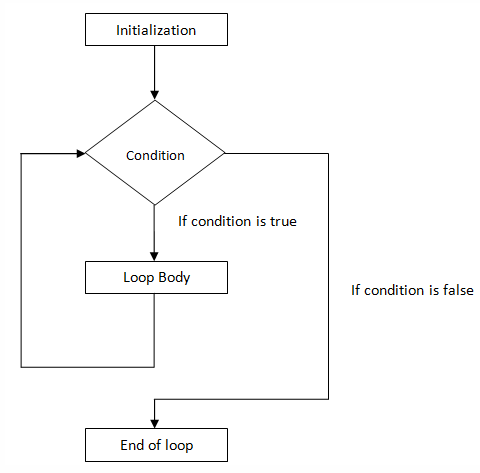 Initialization
Condition
If condition is true
Loop Body
If condition is false
End of loop